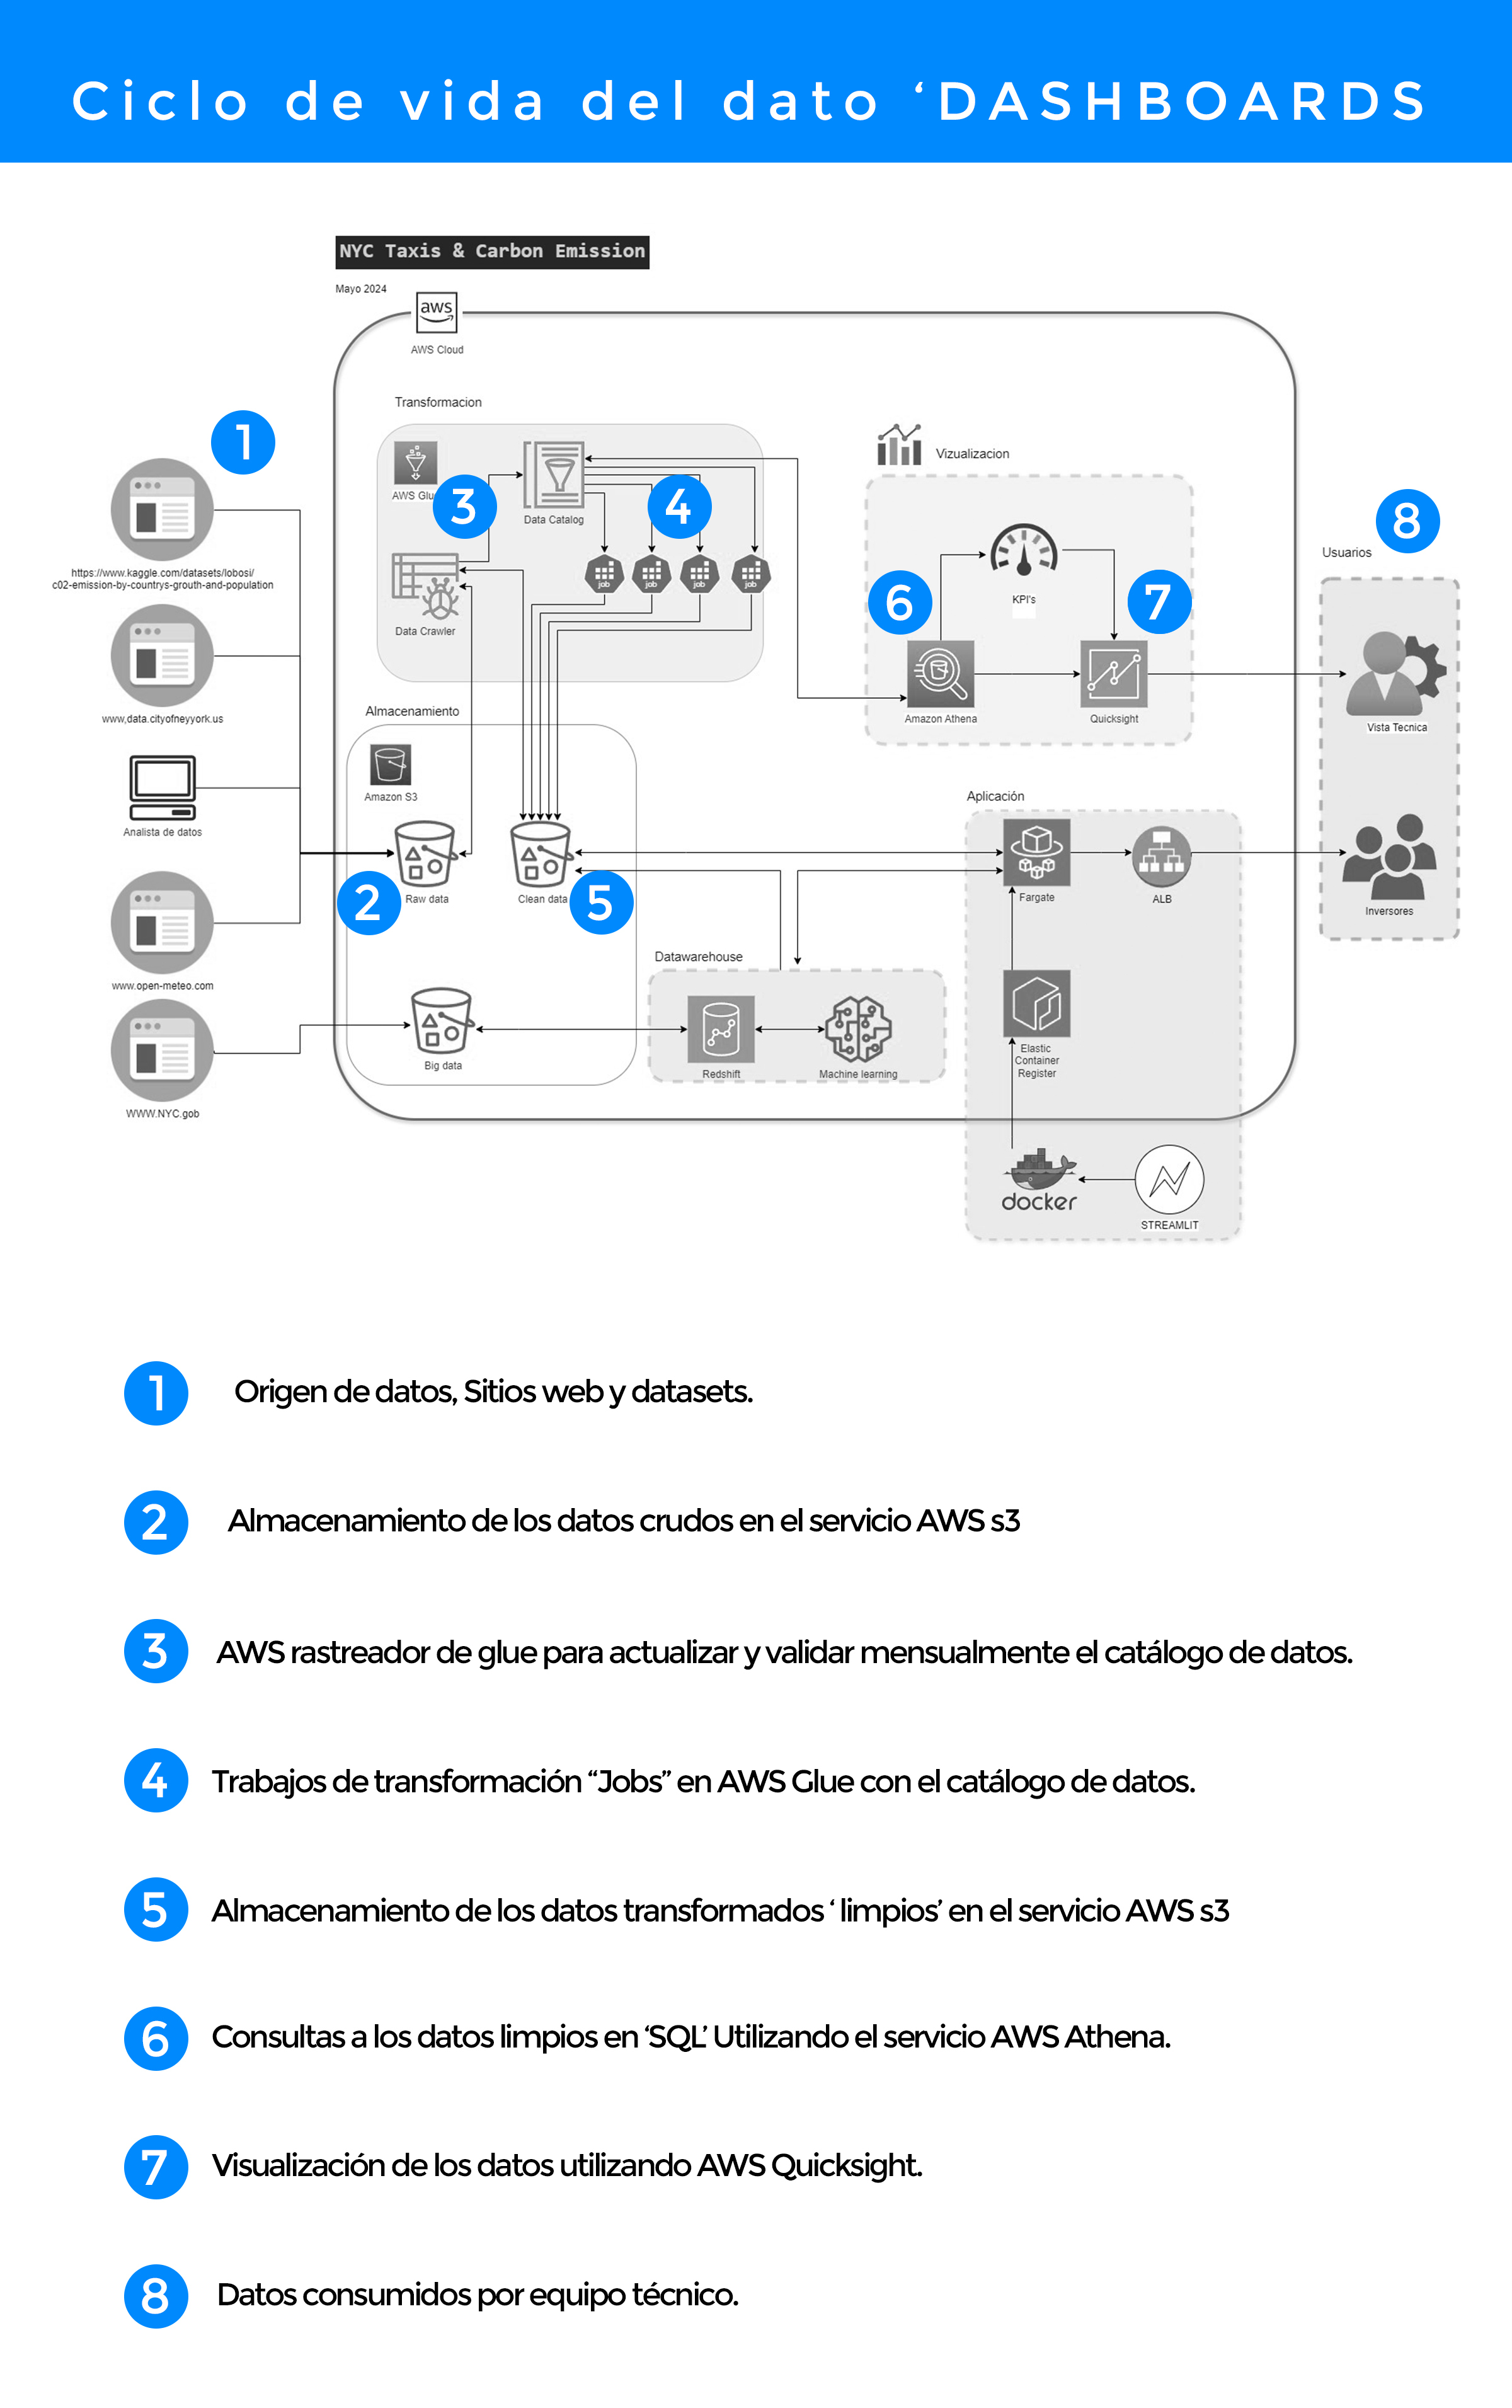 Ciclo de vida del dato ‘DASHBOARDS
NYC Taxis & Carbon Emission
Mayo 2024
aws
AWS Cloud
Transformacion
1
AWS Glu
3
Data Catalog
4
job
job
job
job
Data Crawler
Vizualizacion
6
KPI's
7
Amazon Athena
Quicksight
8
Usuarios
Vista Tecnica
Inversores
https://www.kaggle.com/datasets/lobosi/
c02-emission-by-countrys-grouth-and-population
www,data.cityofneyyork.us
Analista de datos
www.open-meteo.com
WWW.NYC.gob
Almacenamiento
Amazon S3
2
Raw data
Clean data
5
Big data
Datawarehouse
Redshift
Machine learning
Aplicación
Fargate
ALB
Elastic
Container
Register
docker
STREAMLIT
1 Origen de datos, Sitios web y datasets.
2 Almacenamiento de los datos crudos en el servicio AWS s3
3 AWS rastreador de glue para actualizar y validar mensualmente el catálogo de datos.
4 Trabajos de transformación “Jobs” en AWS Glue con el catálogo de datos.
5 Almacenamiento de los datos transformados ‘ limpios’ en el servicio AWS s3
6 Consultas a los datos limpios en ‘SQL’ Utilizando el servicio AWS Athena.
7 Visualización de los datos utilizando AWS Quicksight.
8 Datos consumidos por equipo técnico.